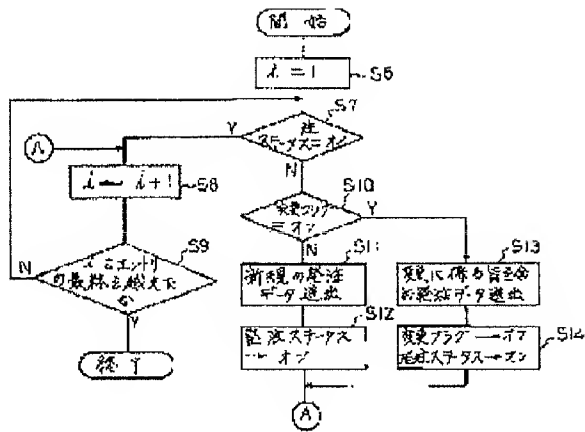 開始
i = 1
S6
S7
注
ステータス=オン
Y
N
A
i ← i+1
S8
S10
変更フラグ
=オン
Y
N
S9
iはエントリ
の最終を越えた
か
N
Y
終了
S11
新規の発注
データ送出
S12
発注ステータス
オン
S13
変更に係る旨を含
発注データ送出
変更フラグ → オフ
発注ステータス→オン
S14
A